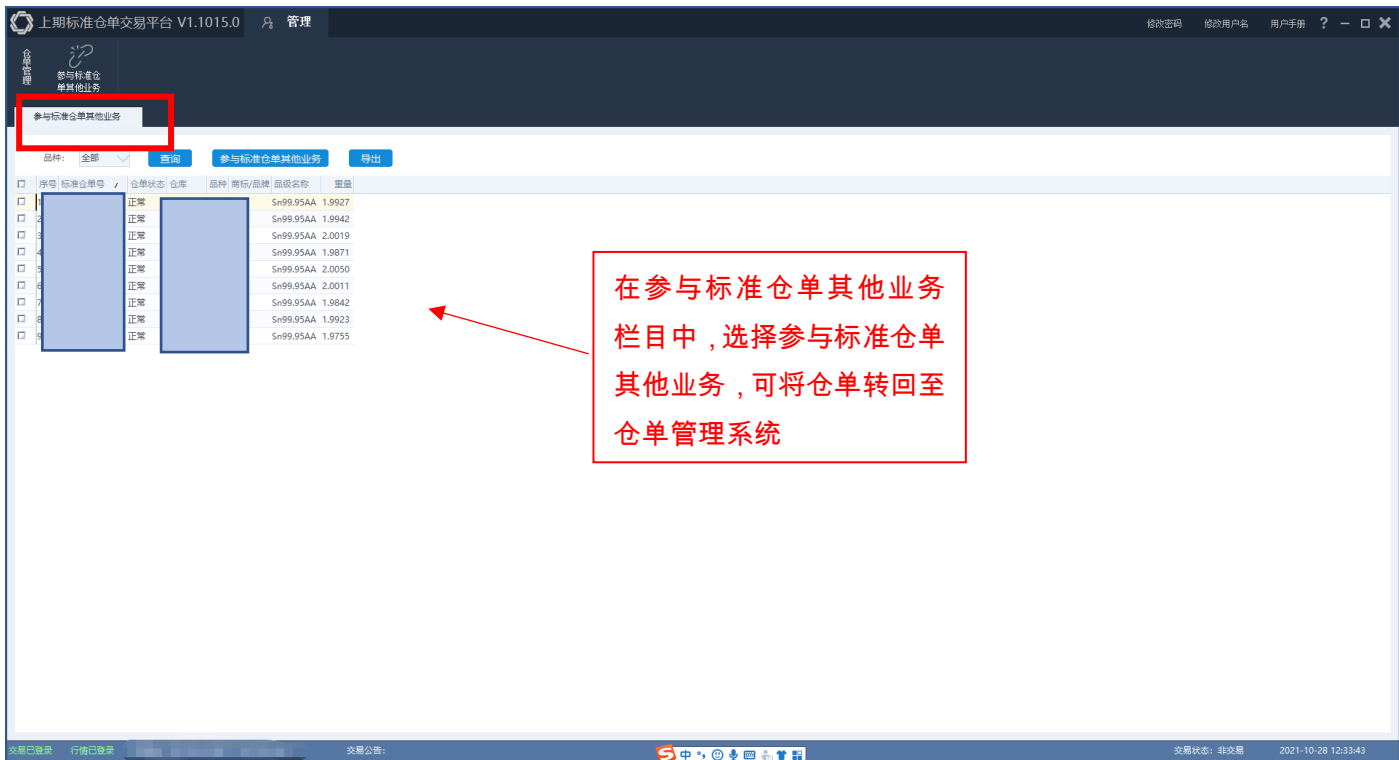 上期标准仓单交易平台 V1.1015.0 管理 修改密码 修改用户名 用户手册 ?
仓单管理
参与标准仓
单其他业务
参与标准仓单其他业务
品种: 全部 查询 参与标准仓单其他业务 导出
序号 标准仓单号 仓单状态 仓库 品种 商标/品牌 品级名称 重量
1 正常 Sn99.95AA 1.9927
2 正常 Sn99.95AA 1.9942
3 正常 Sn99.95AA 2.0019
4 正常 Sn99.95AA 1.9871
5 正常 Sn99.95AA 2.0050
6 正常 Sn99.95AA 2.0011
7 正常 Sn99.95AA 1.9842
8 正常 Sn99.95AA 1.9923
9 正常 Sn99.95AA 1.9755
在参与标准仓单其他业务
栏目中,选择参与标准仓单
其他业务,可将仓单转回至
仓单管理系统
交易已登录 行情已登录 交易公告: 中 交易状态: 非交易 2021-10-28 12:33:43